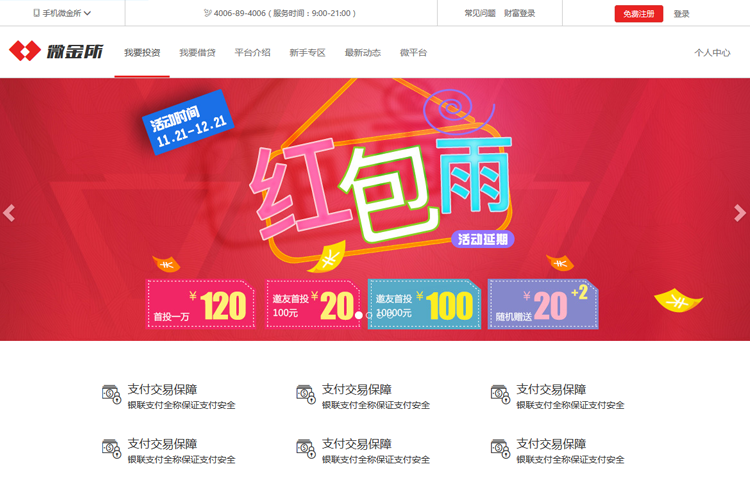 手机微金所
4006-89-4006（服务时间：9:00-21:00）
常见问题 财富登录
免费注册 登录
微金所
我要投资 我要借贷 平台介绍 新手专区 最新动态 微平台 个人中心
活动时间
11.21-12.21
红包雨
活动延期
首投一万 ¥120
邀友首投
100元 ¥20
邀友首投
10000元 ¥100
随机赠送 ¥20+2
支付交易保障
银联支付全称保证支付安全
支付交易保障
银联支付全称保证支付安全
支付交易保障
银联支付全称保证支付安全
支付交易保障
银联支付全称保证支付安全
支付交易保障
银联支付全称保证支付安全
支付交易保障
银联支付全称保证支付安全